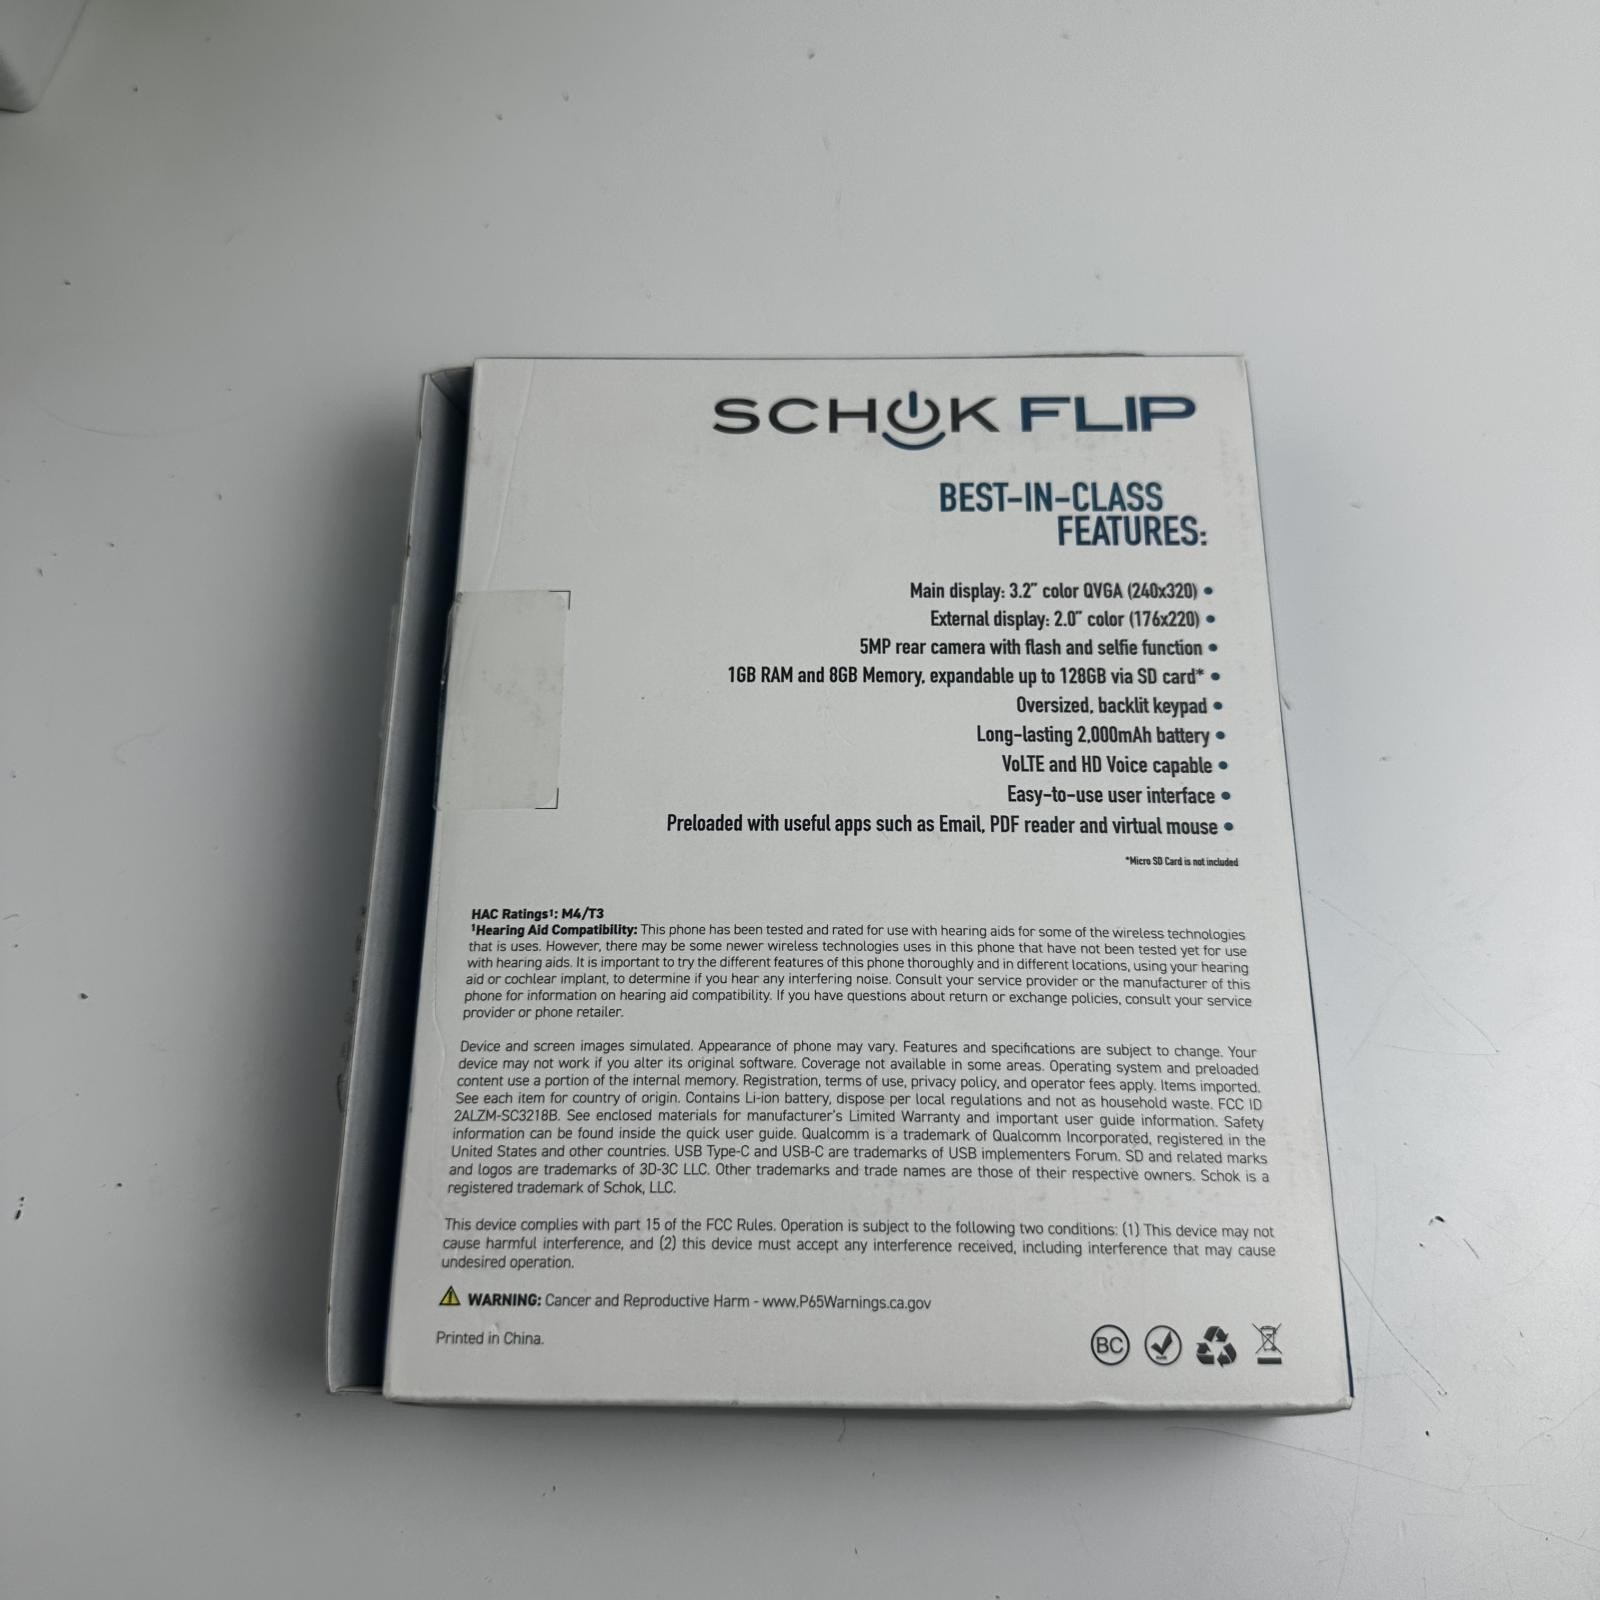 SCHOK FLIP
BEST-IN-CLASS
FEATURES:
Main display: 3.2" color QVGA (240x320) •
External display: 2.0" color (176x220) •
5MP rear camera with flash and selfie function •
1GB RAM and 8GB Memory, expandable up to 128GB via SD card* •
Oversized, backlit keypad •
Long-lasting 2,000mAh battery •
VoLTE and HD Voice capable •
Easy-to-use user interface •
Preloaded with useful apps such as Email, PDF reader and virtual mouse •
*Micro SD Card is not included
HAC Ratings¹: M4/T3
¹Hearing Aid Compatibility: This phone has been tested and rated for use with hearing aids for some of the wireless technologies
that is uses. However, there may be some newer wireless technologies uses in this phone that have not been tested yet for use
with hearing aids. It is important to try the different features of this phone thoroughly and in different locations, using your hearing
aid or cochlear implant, to determine if you hear any interfering noise. Consult your service provider or the manufacturer of this
phone for information on hearing aid compatibility. If you have questions about return or exchange policies, consult your service
provider or phone retailer.
Device and screen images simulated. Appearance of phone may vary. Features and specifications are subject to change. Your
device may not work if you alter its original software. Coverage not available in some areas. Operating system and preloaded
content use a portion of the internal memory. Registration, terms of use, privacy policy, and operator fees apply. Items imported.
See each item for country of origin. Contains Li-ion battery, dispose per local regulations and not as household waste. FCC ID
2ALZM-SC3218B. See enclosed materials for manufacturer's Limited Warranty and important user guide information. Safety
information can be found inside the quick user guide. Qualcomm is a trademark of Qualcomm Incorporated, registered in the
United States and other countries. USB Type-C and USB-C are trademarks of USB implementers Forum. SD and related marks
and logos are trademarks of 3D-3C LLC. Other trademarks and trade names are those of their respective owners. Schok is a
registered trademark of Schok, LLC.
This device complies with part 15 of the FCC Rules. Operation is subject to the following two conditions: (1) This device may not
cause harmful interference, and (2) this device must accept any interference received, including interference that may cause
undesired operation.
WARNING: Cancer and Reproductive Harm - www.P65Warnings.ca.gov
Printed in China.
BC